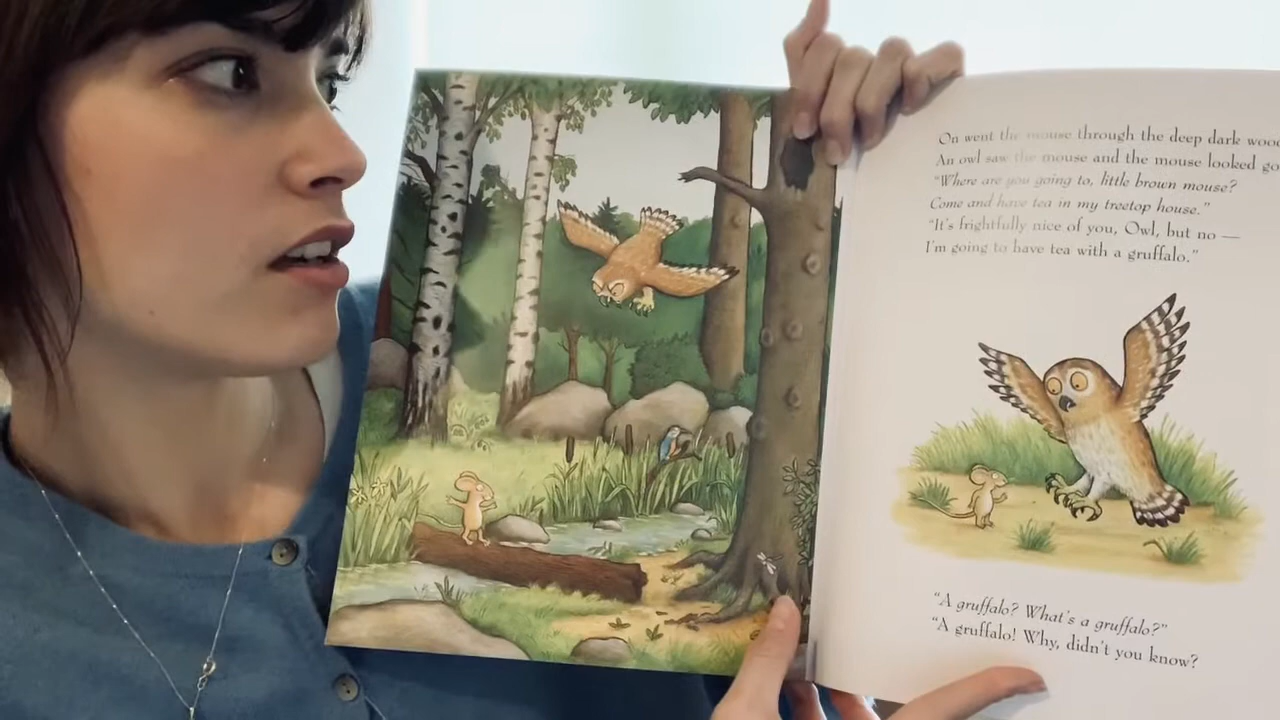 On went the mouse through the deep dark wood
An owl saw the mouse and the mouse looked go
“Where are you going to, little brown mouse?
Come and have tea in my treetop house.”
“It's frightfully nice of you, Owl, but no —
I'm going to have tea with a gruffalo.”
“A gruffalo? What's a gruffalo?”
“A gruffalo! Why, didn't you know?